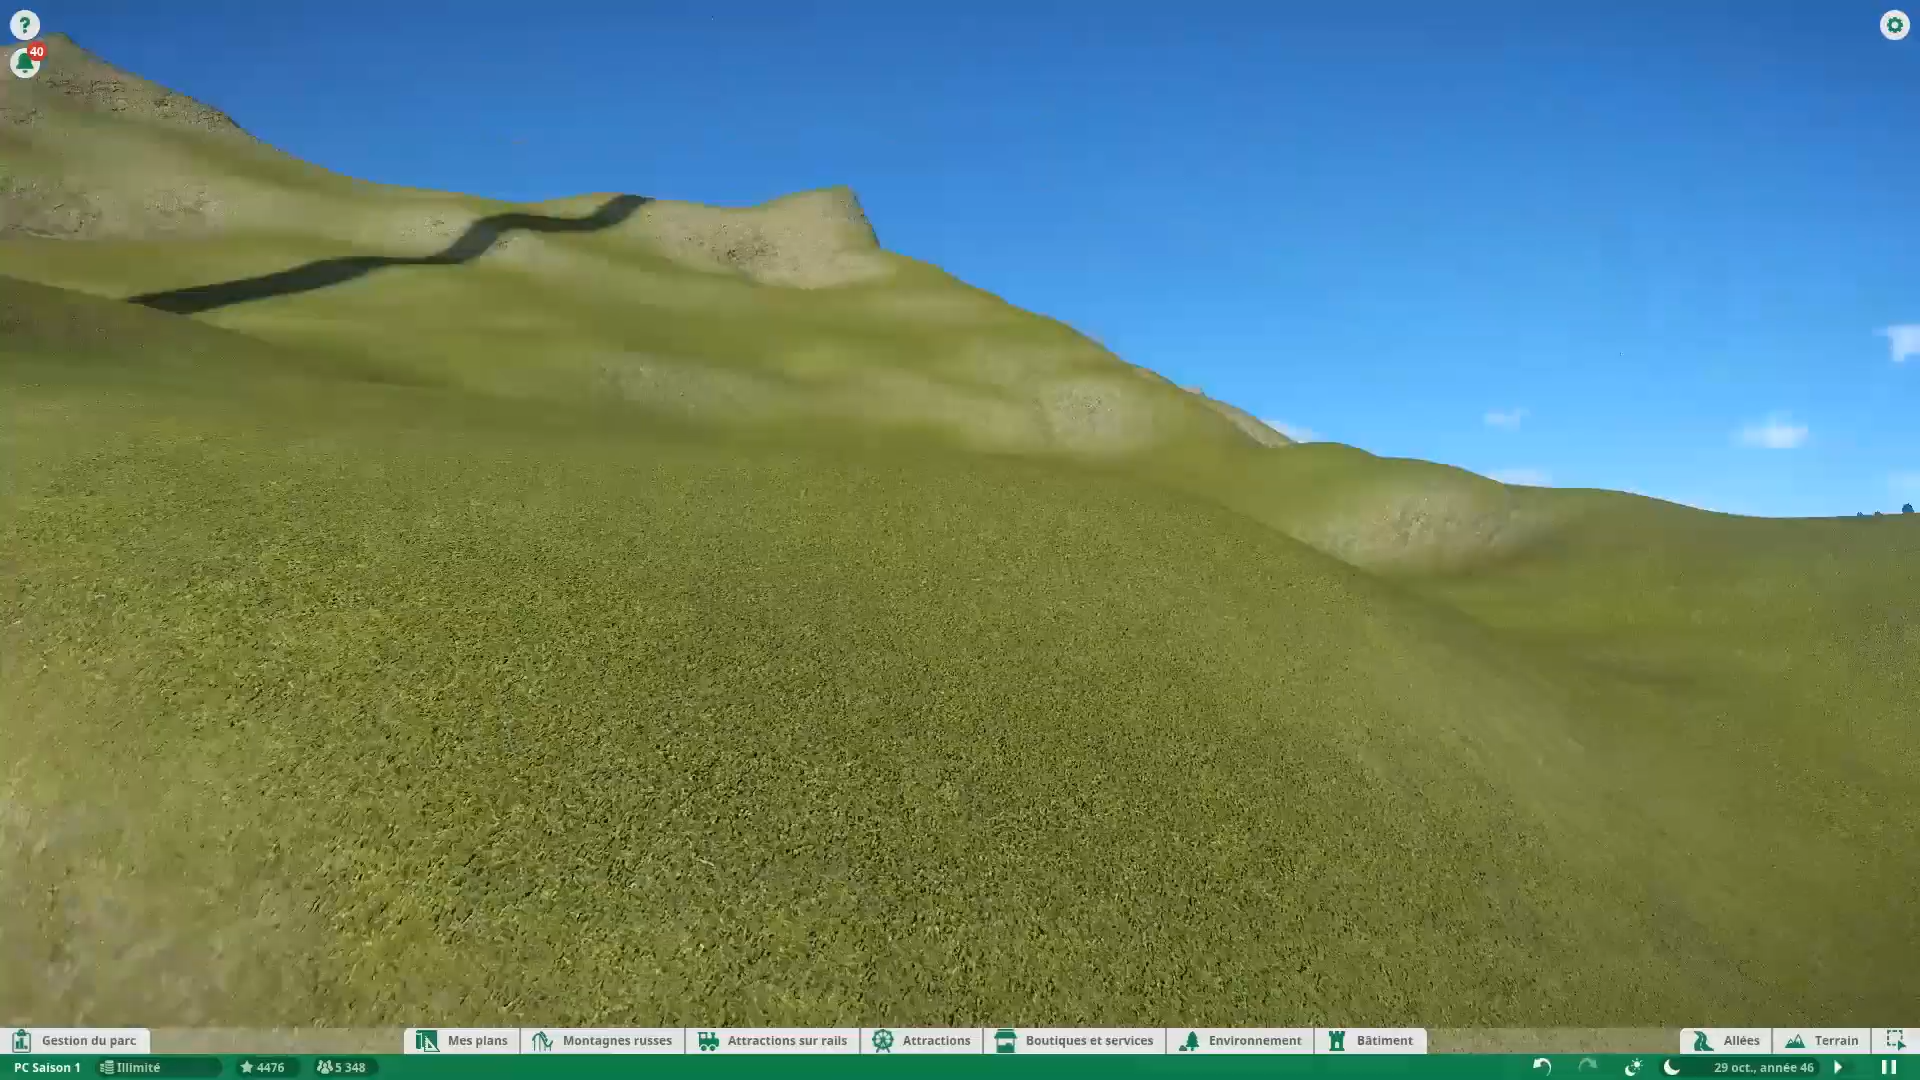 ?
40
Gestion du parc
Mes plans
Montagnes russes
Attractions sur rails
Attractions
Boutiques et services
Environnement
Bâtiment
Allées
Terrain
PC Saison 1
Illimité
4476
5 348
29 oct., année 46